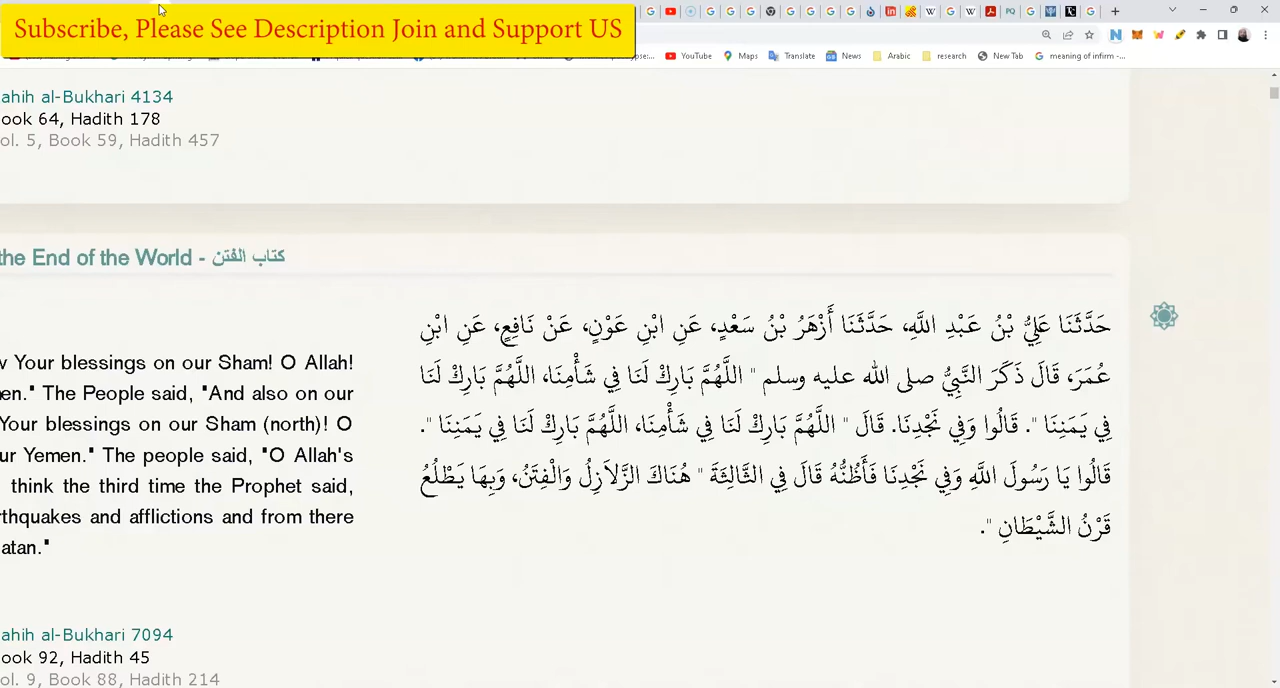 Subscribe, Please See Description Join and Support US
YouTube
Maps
Translate
News
Arabic
research
New Tab
meaning of infirm -...
ahih al-Bukhari 4134
ook 64, Hadith 178
ol. 5, Book 59, Hadith 457
the End of the World - كتاب الفتن
v Your blessings on our Sham! O Allah!
en." The People said, "And also on our
Your blessings on our Sham (north)! O
ur Yemen." The people said, "O Allah's
think the third time the Prophet said,
rthquakes and afflictions and from there
atan."
حَدَّثَنَا عَلِيُّ بْنُ عَبْدِ اللَّهِ، حَدَّثَنَا أَزْهَرُ بْنُ سَعْدٍ، عَنِ ابْنِ عَوْنٍ، عَنْ نَافِعٍ، عَنِ ابْنِ
عُمَرَ، قَالَ ذَكَرَ النَّبِيُّ صلى الله عليه وسلم " اللَّهُمَّ بَارِكْ لَنَا فِي شَأْمِنَا، اللَّهُمَّ بَارِكْ لَنَا
فِي يَمَنِنَا ". قَالُوا وَفِي نَجْدِنَا. قَالَ " اللَّهُمَّ بَارِكْ لَنَا فِي شَأْمِنَا، اللَّهُمَّ بَارِكْ لَنَا فِي يَمَنِنَا ".
قَالُوا يَا رَسُولَ اللَّهِ وَفِي نَجْدِنَا فَأَظُنُّهُ قَالَ فِي الثَّالِثَةَ " هُنَاكَ الزَّلاَزِلُ وَالْفِتَنُ، وَبِهَا يَطْلُعُ
قَرْنُ الشَّيْطَانِ ".
ahih al-Bukhari 7094
ook 92, Hadith 45
ol. 9, Book 88, Hadith 214